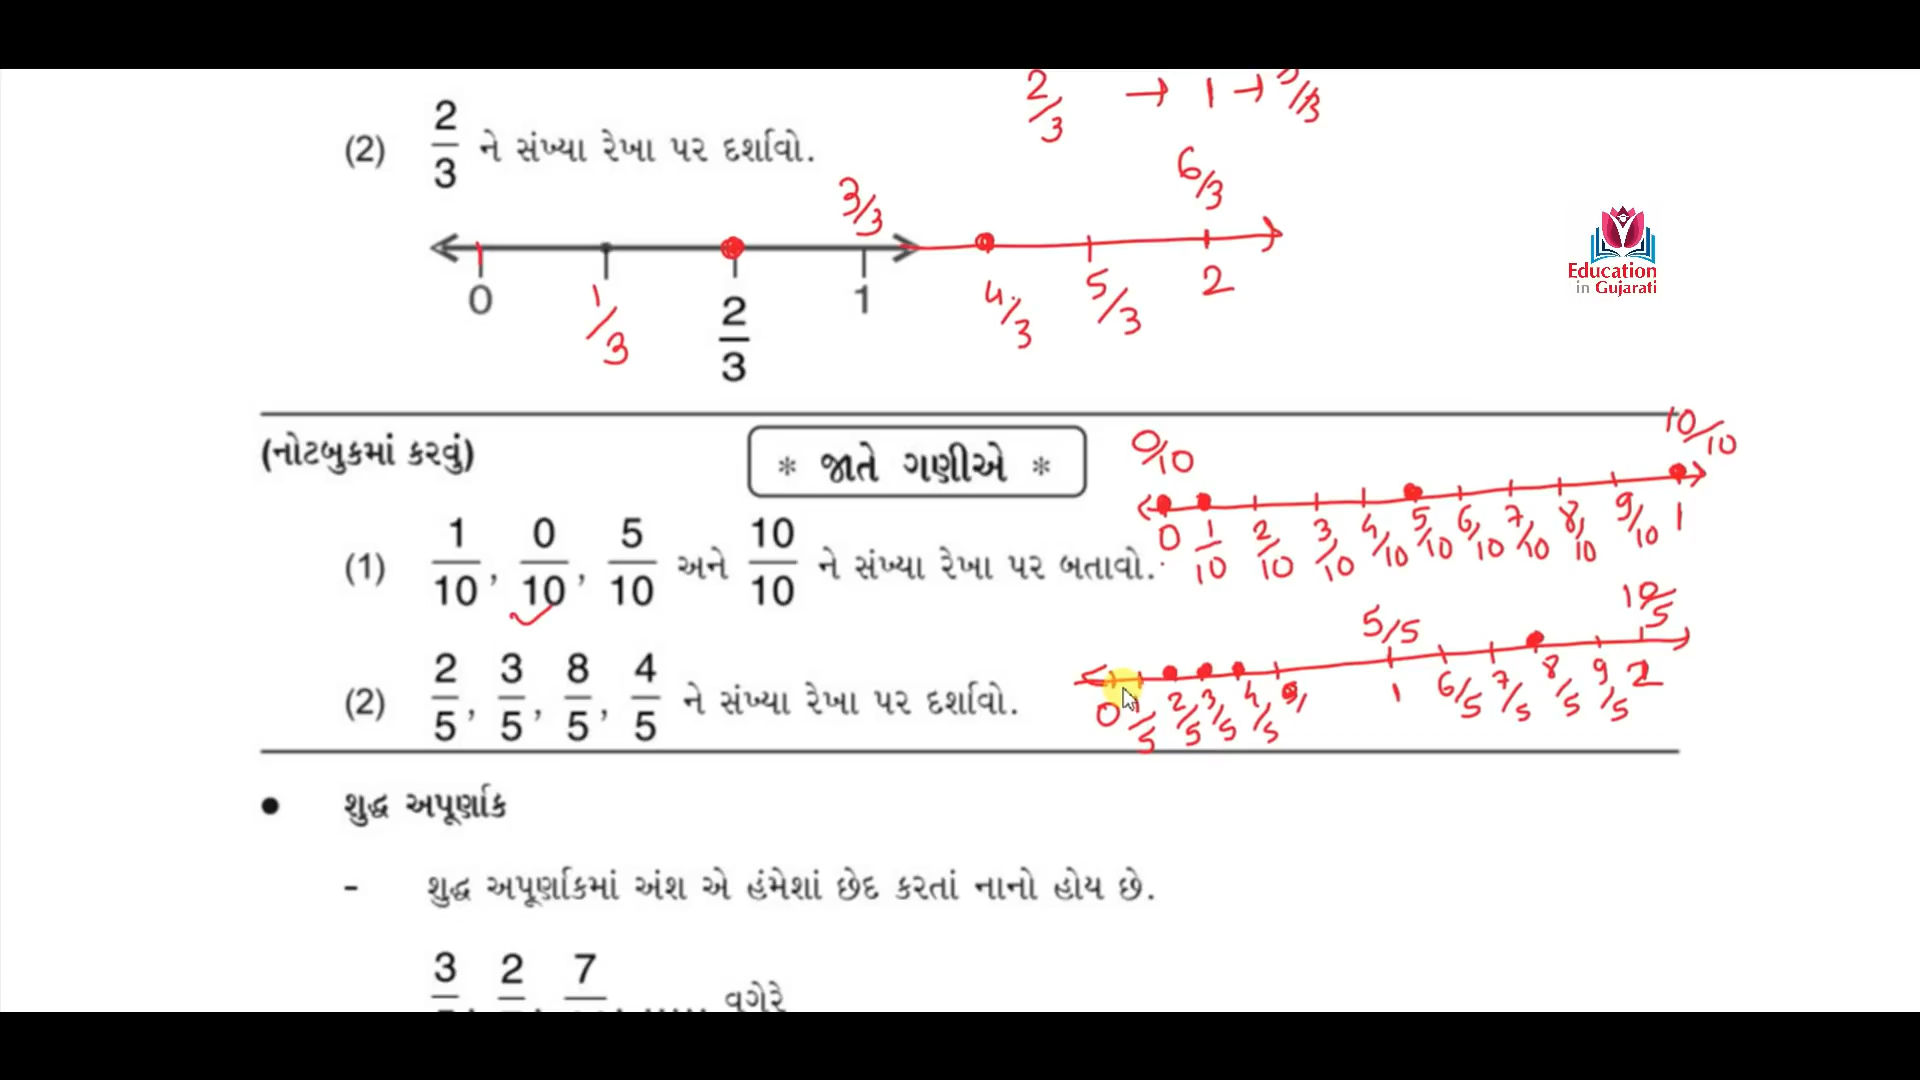 2/3 → 1 → 3/3
(2) 2/3 ને સંખ્યા રેખા પર દર્શાવો.
3/3 6/3
0 1/3 2/3 1 4/3 5/3 2
Education
in Gujarati
(નોટબુકમાં કરવું) * જાતે ગણીએ *
0/10 10/10
0 1/10 2/10 3/10 4/10 5/10 6/10 7/10 8/10 9/10 1
(1) 1/10, 0/10, 5/10 અને 10/10 ને સંખ્યા રેખા પર બતાવો.
5/5 10/5
0 1/5 2/5 3/5 4/5 1 6/5 7/5 8/5 9/5 2
(2) 2/5, 3/5, 8/5, 4/5 ને સંખ્યા રેખા પર દર્શાવો.
● શુદ્ધ અપૂર્ણાંક
– શુદ્ધ અપૂર્ણાંકમાં અંશ એ હંમેશાં છેદ કરતાં નાનો હોય છે.
3 2 7 વગેરે